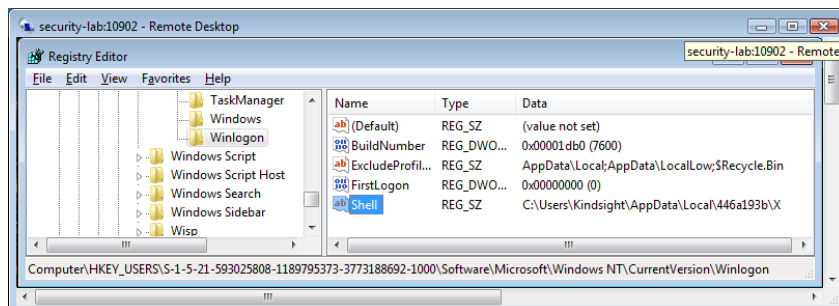 security-lab:10902 - Remote Desktop
security-lab:10902 - Remote
Registry Editor
File Edit View Favorites Help
TaskManager
Windows
Winlogon
Windows Script
Windows Script Host
Windows Search
Windows Sidebar
Wisp
Name Type Data
(Default) REG_SZ (value not set)
BuildNumber REG_DWO... 0x00001db0 (7600)
ExcludeProfil... REG_SZ AppData\Local;AppData\LocalLow;$Recycle.Bin
FirstLogon REG_DWO... 0x00000000 (0)
Shell REG_SZ C:\Users\Kindsight\AppData\Local\446a193b\X
Computer\HKEY_USERS\S-1-5-21-593025808-1189795373-3773188692-1000\Software\Microsoft\Windows NT\CurrentVersion\Winlogon